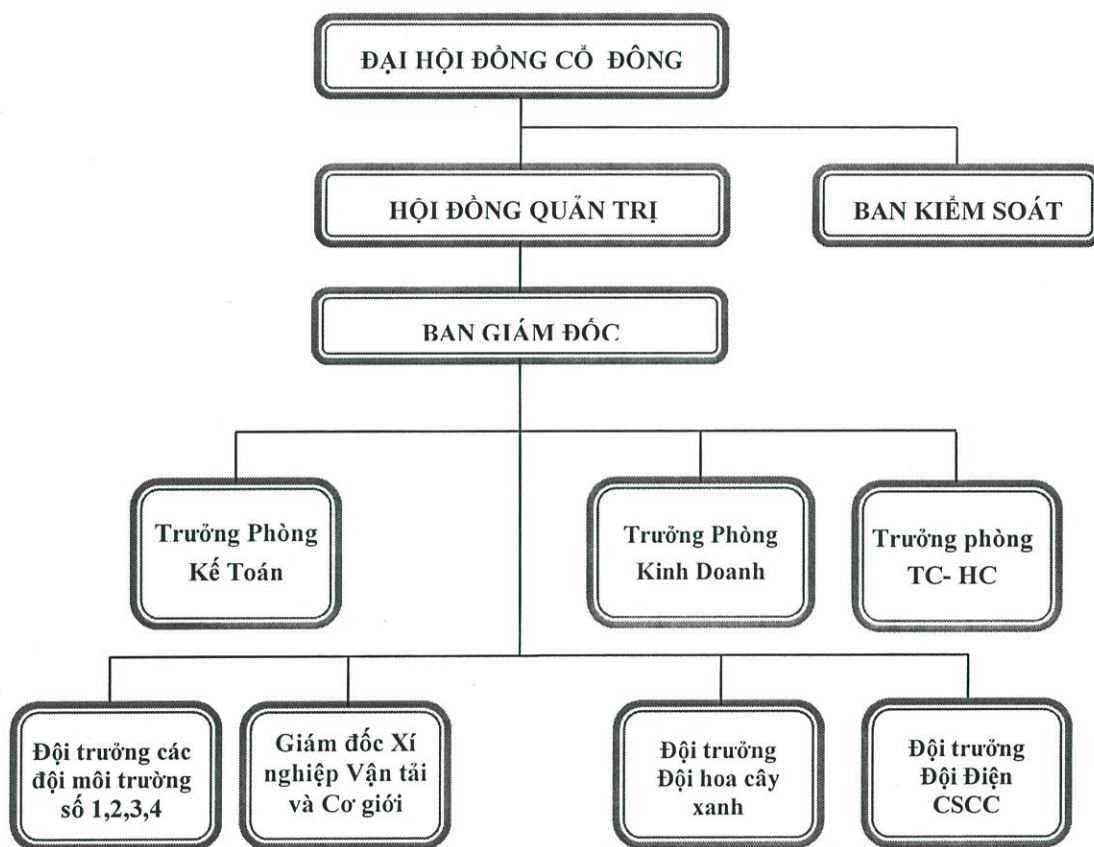 ĐẠI HỘI ĐỒNG CỔ ĐÔNG
HỘI ĐỒNG QUẢN TRỊ
BAN KIỂM SOÁT
BAN GIÁM ĐỐC
Trưởng Phòng
Kế Toán
Trưởng Phòng
Kinh Doanh
Trưởng phòng
TC- HC
Đội trưởng các
đội môi trường
số 1,2,3,4
Giám đốc Xí
nghiệp Vận tải
và Cơ giới
Đội trưởng
Đội hoa cây
xanh
Đội trưởng
Đội Điện
CSCC